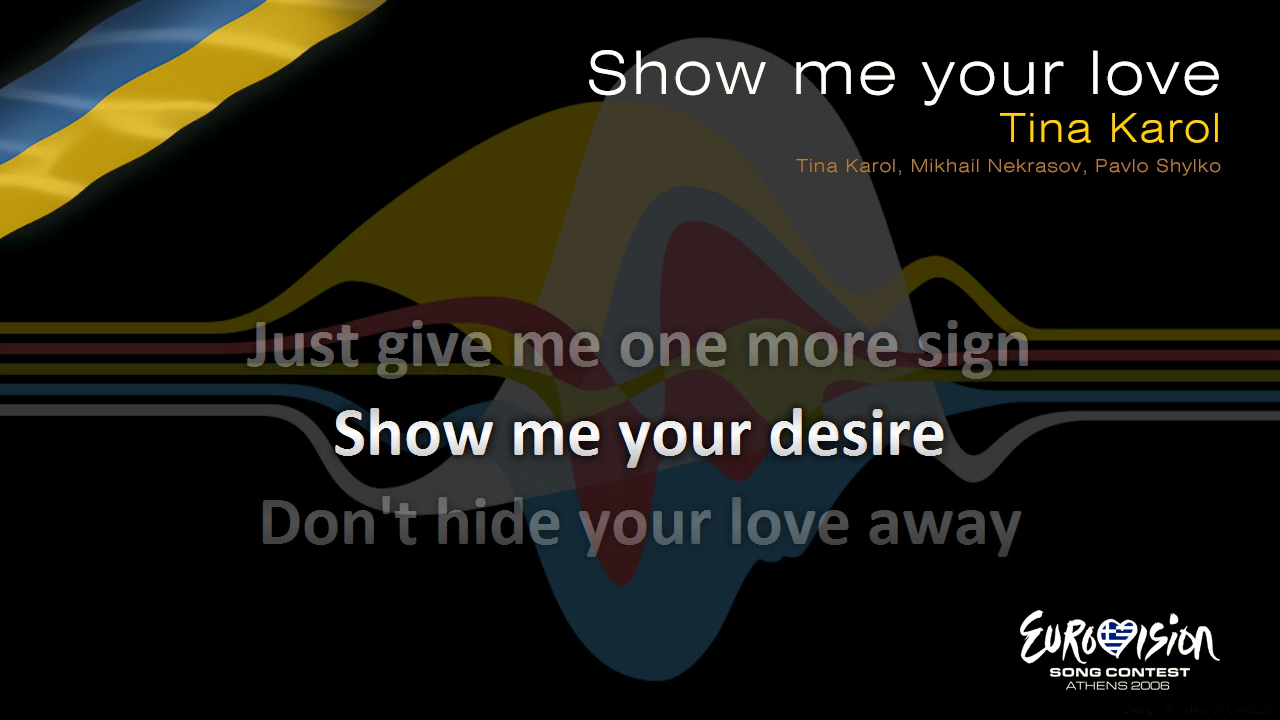 Show me your love
Tina Karol
Tina Karol, Mikhail Nekrasov, Pavlo Shylko
Just give me one more sign
Show me your desire
Don't hide your love away
EUROVISION
SONG CONTEST
ATHENS 2006